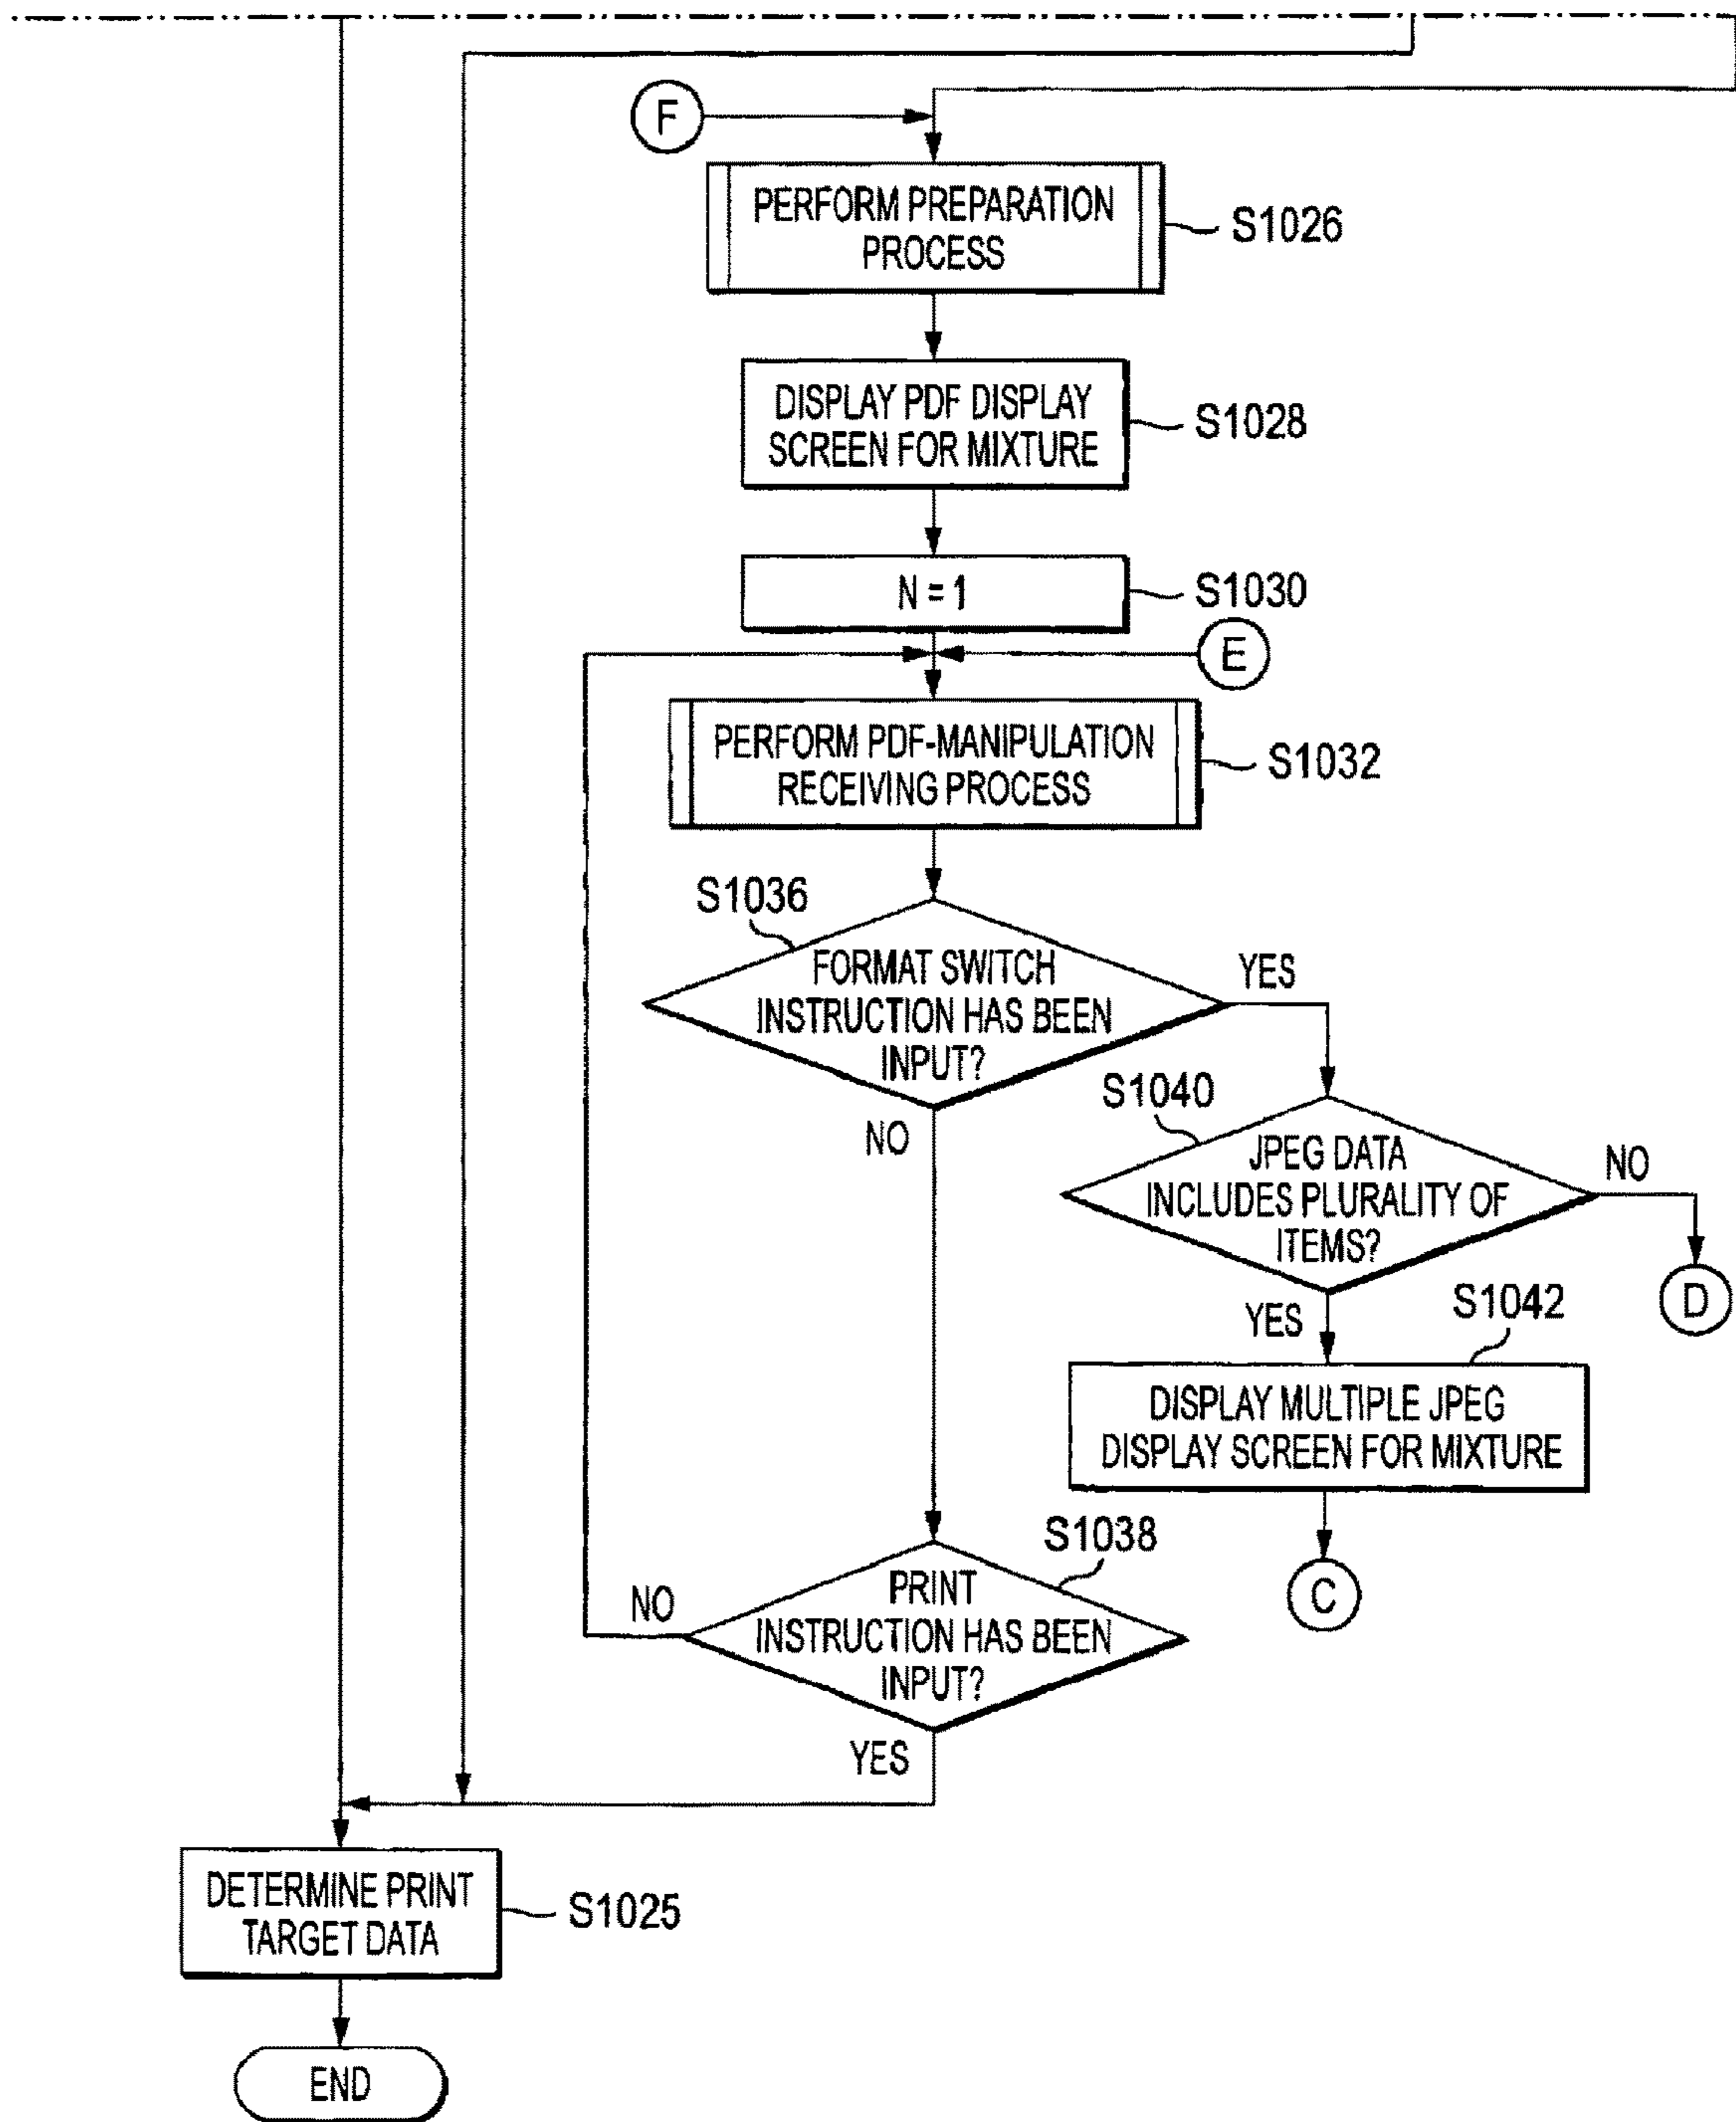 F
PERFORM PREPARATION
PROCESS
S1026
DISPLAY PDF DISPLAY
SCREEN FOR MIXTURE
S1028
N = 1
S1030
E
PERFORM PDF-MANIPULATION
RECEIVING PROCESS
S1032
S1036
FORMAT SWITCH
INSTRUCTION HAS BEEN
INPUT?
YES
NO
S1040
JPEG DATA
INCLUDES PLURALITY OF
ITEMS?
NO
D
YES
S1042
DISPLAY MULTIPLE JPEG
DISPLAY SCREEN FOR MIXTURE
C
S1038
PRINT
INSTRUCTION HAS BEEN
INPUT?
NO
YES
DETERMINE PRINT
TARGET DATA
S1025
END